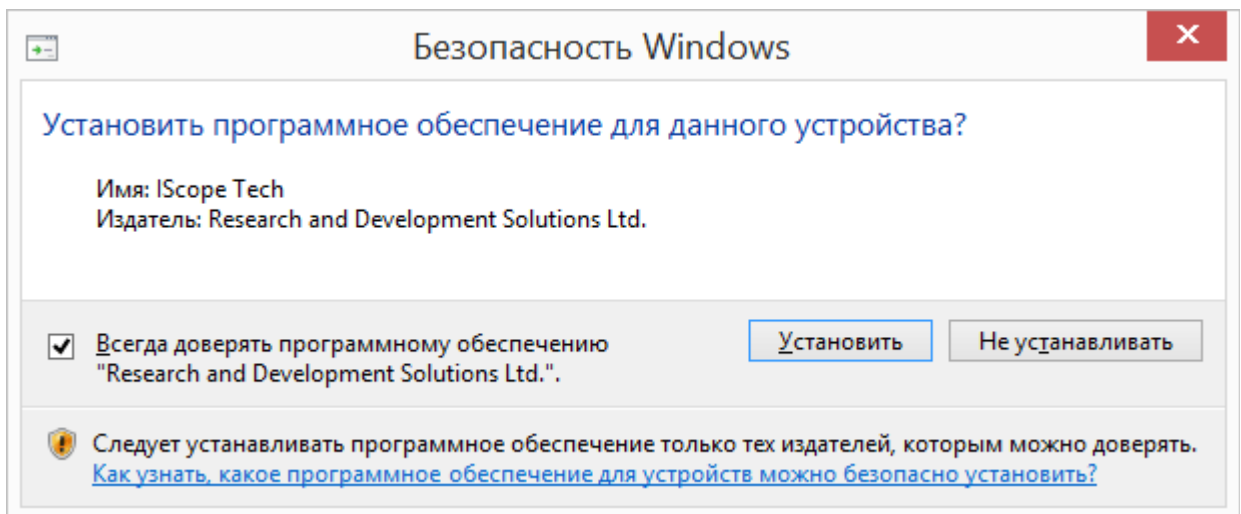 Безопасность Windows
Установить программное обеспечение для данного устройства?
Имя: IScope Tech
Издатель: Research and Development Solutions Ltd.
Всегда доверять программному обеспечению
"Research and Development Solutions Ltd.".
Установить
Не устанавливать
Следует устанавливать программное обеспечение только тех издателей, которым можно доверять.
Как узнать, какое программное обеспечение для устройств можно безопасно установить?